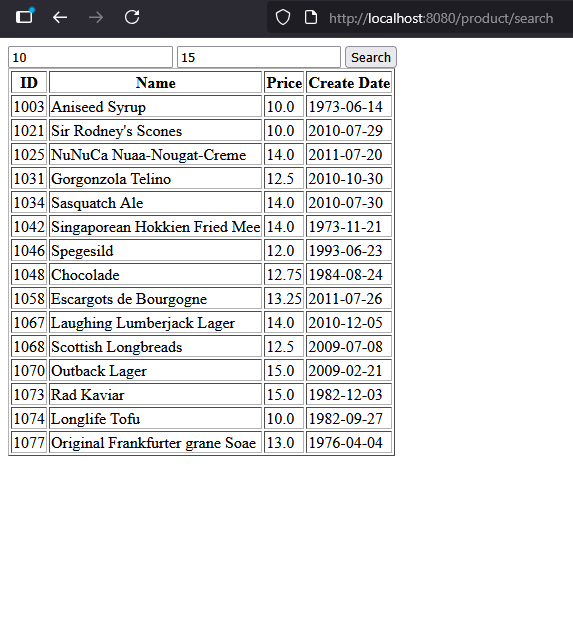 http://localhost:8080/product/search
10 15 Search
ID Name Price Create Date
1003 Aniseed Syrup 10.0 1973-06-14
1021 Sir Rodney's Scones 10.0 2010-07-29
1025 NuNuCa Nuaa-Nougat-Creme 14.0 2011-07-20
1031 Gorgonzola Telino 12.5 2010-10-30
1034 Sasquatch Ale 14.0 2010-07-30
1042 Singaporean Hokkien Fried Mee 14.0 1973-11-21
1046 Spegesild 12.0 1993-06-23
1048 Chocolade 12.75 1984-08-24
1058 Escargots de Bourgogne 13.25 2011-07-26
1067 Laughing Lumberjack Lager 14.0 2010-12-05
1068 Scottish Longbreads 12.5 2009-07-08
1070 Outback Lager 15.0 2009-02-21
1073 Rad Kaviar 15.0 1982-12-03
1074 Longlife Tofu 10.0 1982-09-27
1077 Original Frankfurter grane Soae 13.0 1976-04-04